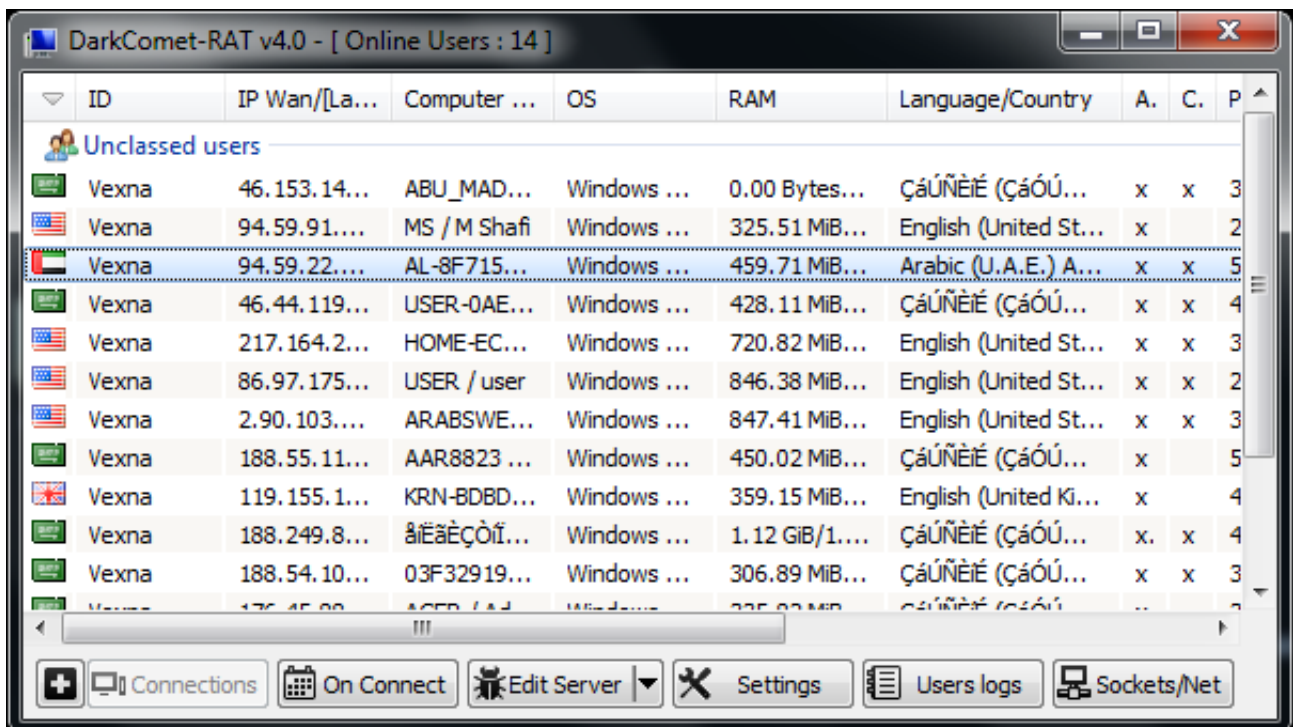 DarkComet-RAT v4.0 - [ Online Users : 14 ]
ID IP Wan/[La... Computer ... OS RAM Language/Country A. C. P
Unclassed users
Vexna 46.153.14... ABU_MAD... Windows ... 0.00 Bytes... ÇáÚÑÈíÉ (ÇáÓÚ... x x 3
Vexna 94.59.91.... MS / M Shafi Windows ... 325.51 MiB... English (United St... x 2
Vexna 94.59.22.... AL-8F715... Windows ... 459.71 MiB... Arabic (U.A.E.) A... x x 5
Vexna 46.44.119... USER-0AE... Windows ... 428.11 MiB... ÇáÚÑÈíÉ (ÇáÓÚ... x x 4
Vexna 217.164.2... HOME-EC... Windows ... 720.82 MiB... English (United St... x x 3
Vexna 86.97.175... USER / user Windows ... 846.38 MiB... English (United St... x x 2
Vexna 2.90.103.... ARABSWE... Windows ... 847.41 MiB... English (United St... x x 3
Vexna 188.55.11... AAR8823 ... Windows ... 450.02 MiB... ÇáÚÑÈíÉ (ÇáÓÚ... x 5
Vexna 119.155.1... KRN-BDBD... Windows ... 359.15 MiB... English (United Ki... x 4
Vexna 188.249.8... Windows ... 1.12 GiB/1.... ÇáÚÑÈíÉ (ÇáÓÚ... x. x 4
Vexna 188.54.10... 03F32919... Windows ... 306.89 MiB... ÇáÚÑÈíÉ (ÇáÓÚ... x x 3
Connections On Connect Edit Server Settings Users logs Sockets/Net